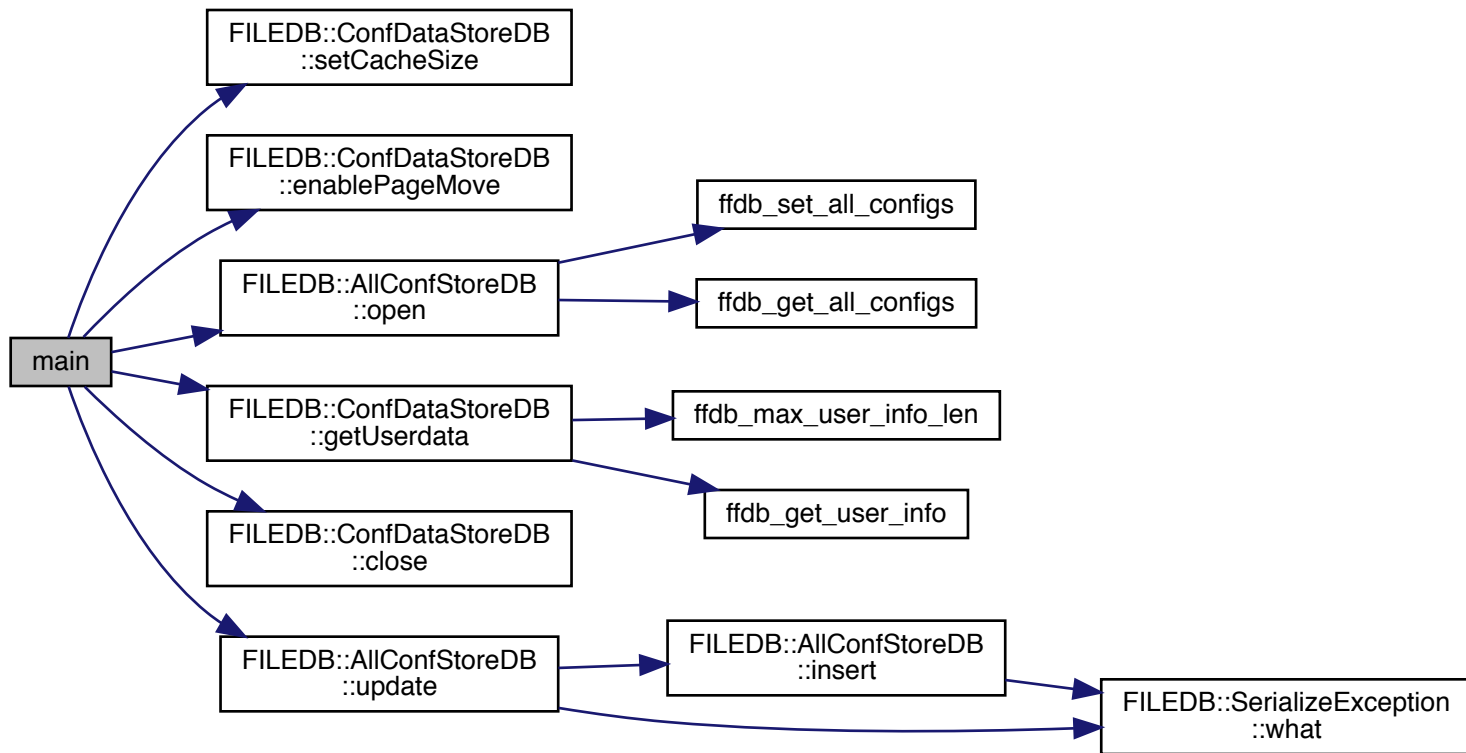 FILEDB::ConfDataStoreDB
::setCacheSize
FILEDB::ConfDataStoreDB
::enablePageMove
ffdb_set_all_configs
FILEDB::AllConfStoreDB
::open
ffdb_get_all_configs
main
FILEDB::ConfDataStoreDB
::getUserdata
ffdb_max_user_info_len
ffdb_get_user_info
FILEDB::ConfDataStoreDB
::close
FILEDB::AllConfStoreDB
::update
FILEDB::AllConfStoreDB
::insert
FILEDB::SerializeException
::what